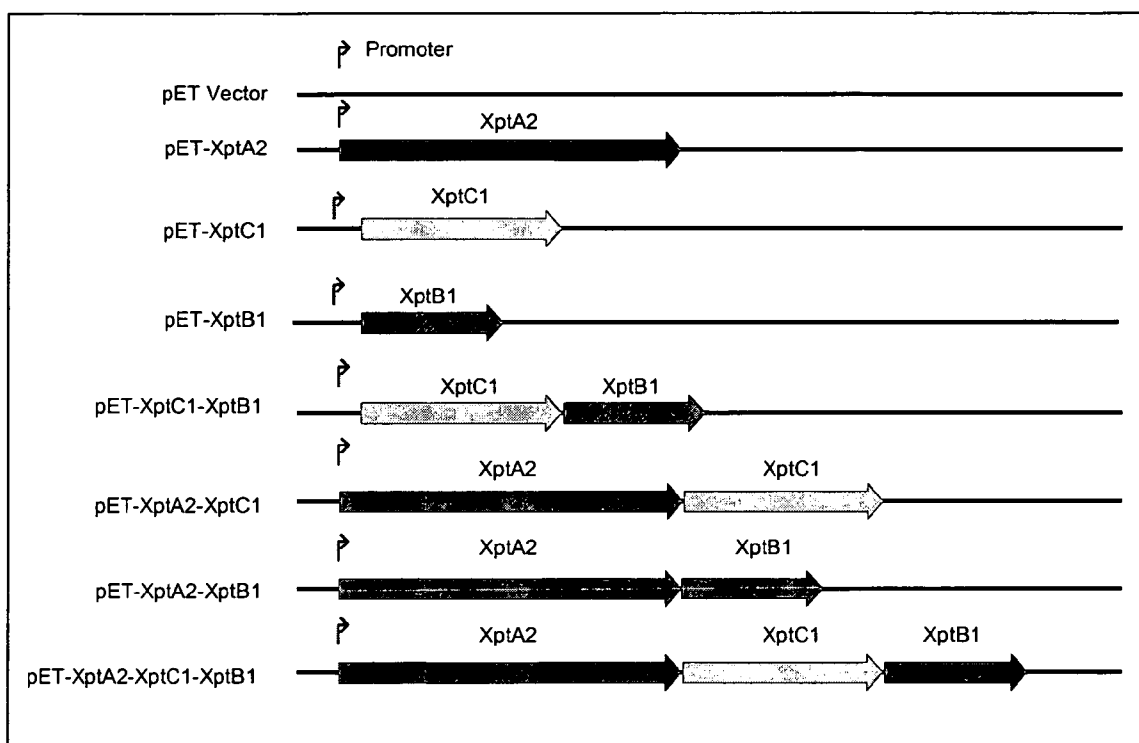 Promoter
pET Vector
XptA2
pET-XptA2
XptC1
pET-XptC1
XptB1
pET-XptB1
XptC1 XptB1
pET-XptC1-XptB1
XptA2 XptC1
pET-XptA2-XptC1
XptA2 XptB1
pET-XptA2-XptB1
XptA2 XptC1 XptB1
pET-XptA2-XptC1-XptB1